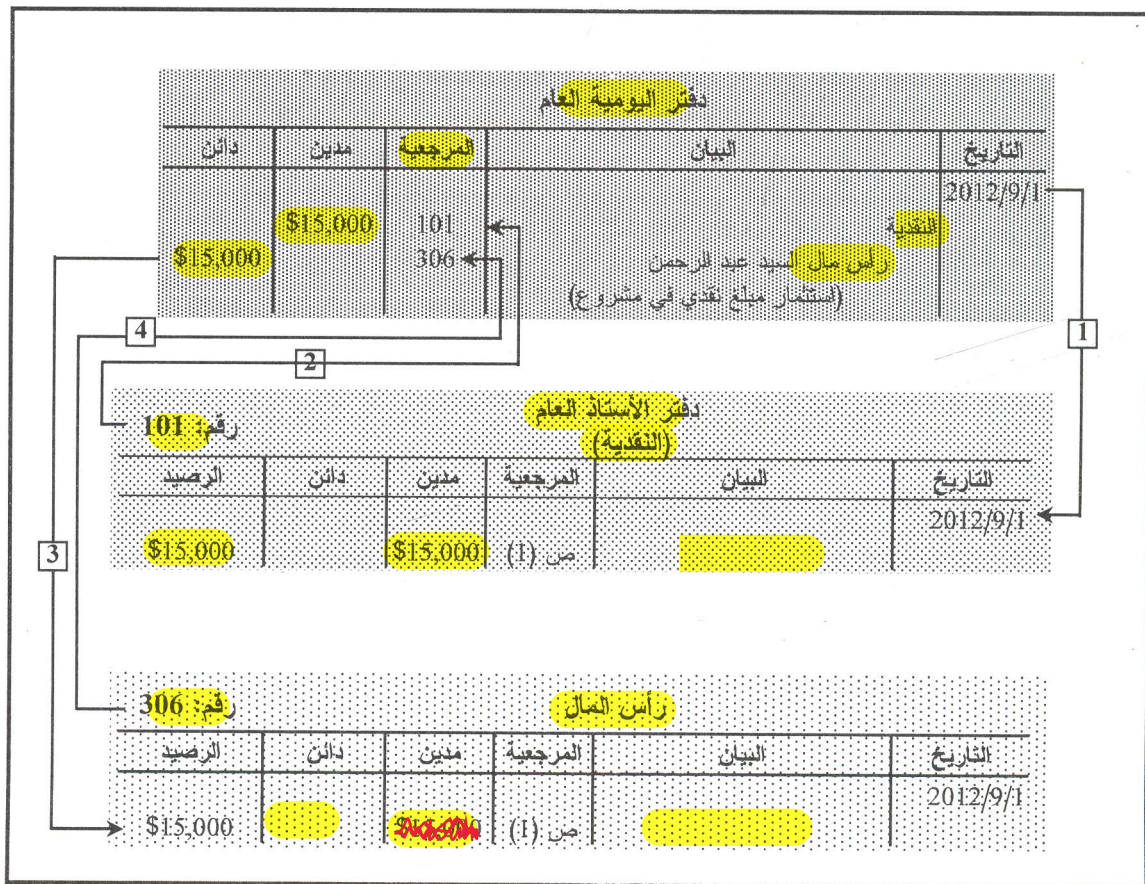 دفتر اليومية العام
التاريخ البيان المرجعية مدين دائن
2012/9/1
النقدية 101 $15,000
رأس مال السيد عبد الرحمن 306 $15,000
(استثمار مبلغ نقدي في مشروع)
1
4
2
دفتر الأستاذ العام
(النقدية) رقم: 101
التاريخ البيان المرجعية مدين دائن الرصيد
2012/9/1
ص (1) $15,000 $15,000
3
رأس المال رقم: 306
التاريخ البيان المرجعية مدين دائن الرصيد
2012/9/1
ص (1) $15,000